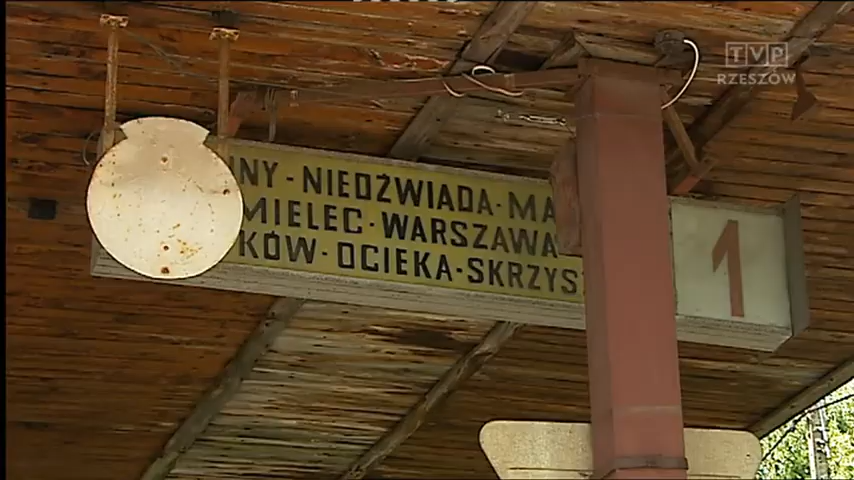 TVP
RZESZÓW
NY - NIEDŹWIADA - MA
MIELEC - WARSZAWA
KÓW - OCIEKA - SKRZYS
1